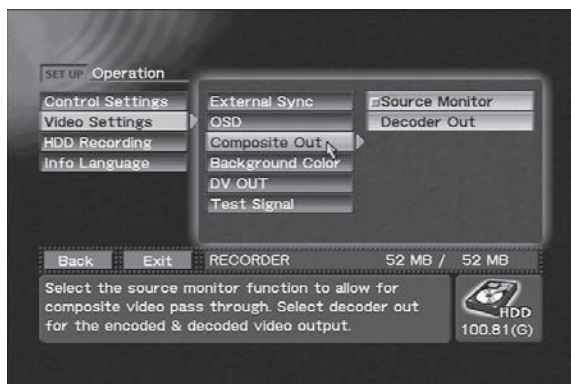 SET UP Operation
Control Settings
Video Settings
HDD Recording
Info Language
External Sync
OSD
Composite Out
Background Color
DV OUT
Test Signal
Source Monitor
Decoder Out
Back Exit RECORDER 52 MB / 52 MB
Select the source monitor function to allow for
composite video pass through. Select decoder out
for the encoded & decoded video output.
HDD
100.81(G)